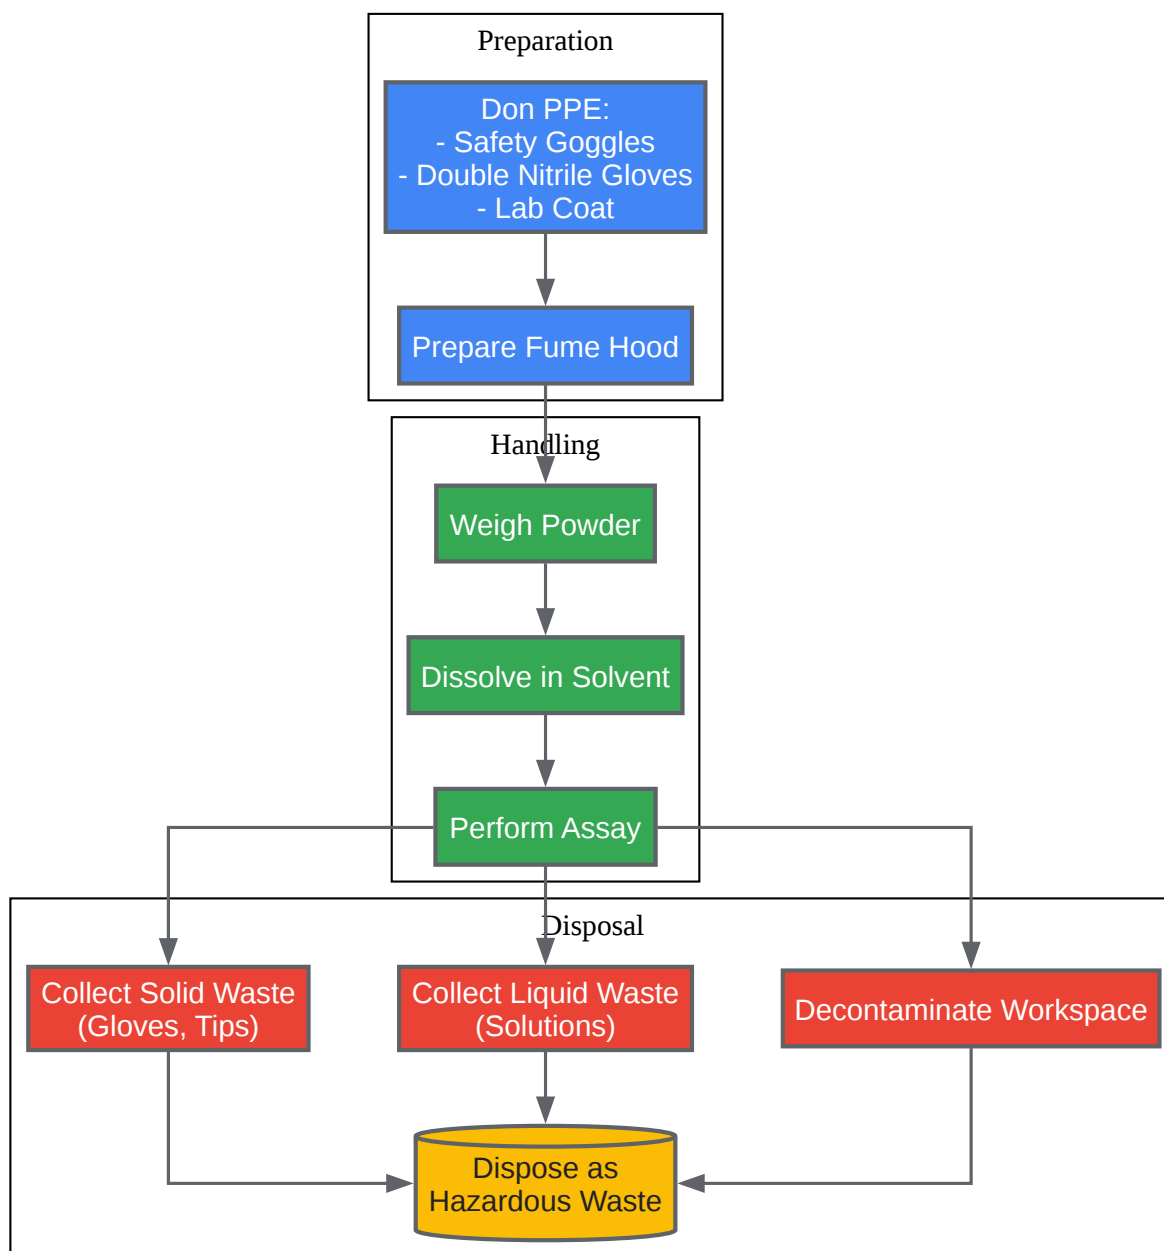 Preparation
Don PPE:
- Safety Goggles
- Double Nitrile Gloves
- Lab Coat
Prepare Fume Hood
Handling
Weigh Powder
Dissolve in Solvent
Perform Assay
Disposal
Collect Solid Waste
(Gloves, Tips)
Collect Liquid Waste
(Solutions)
Decontaminate Workspace
Dispose as
Hazardous Waste